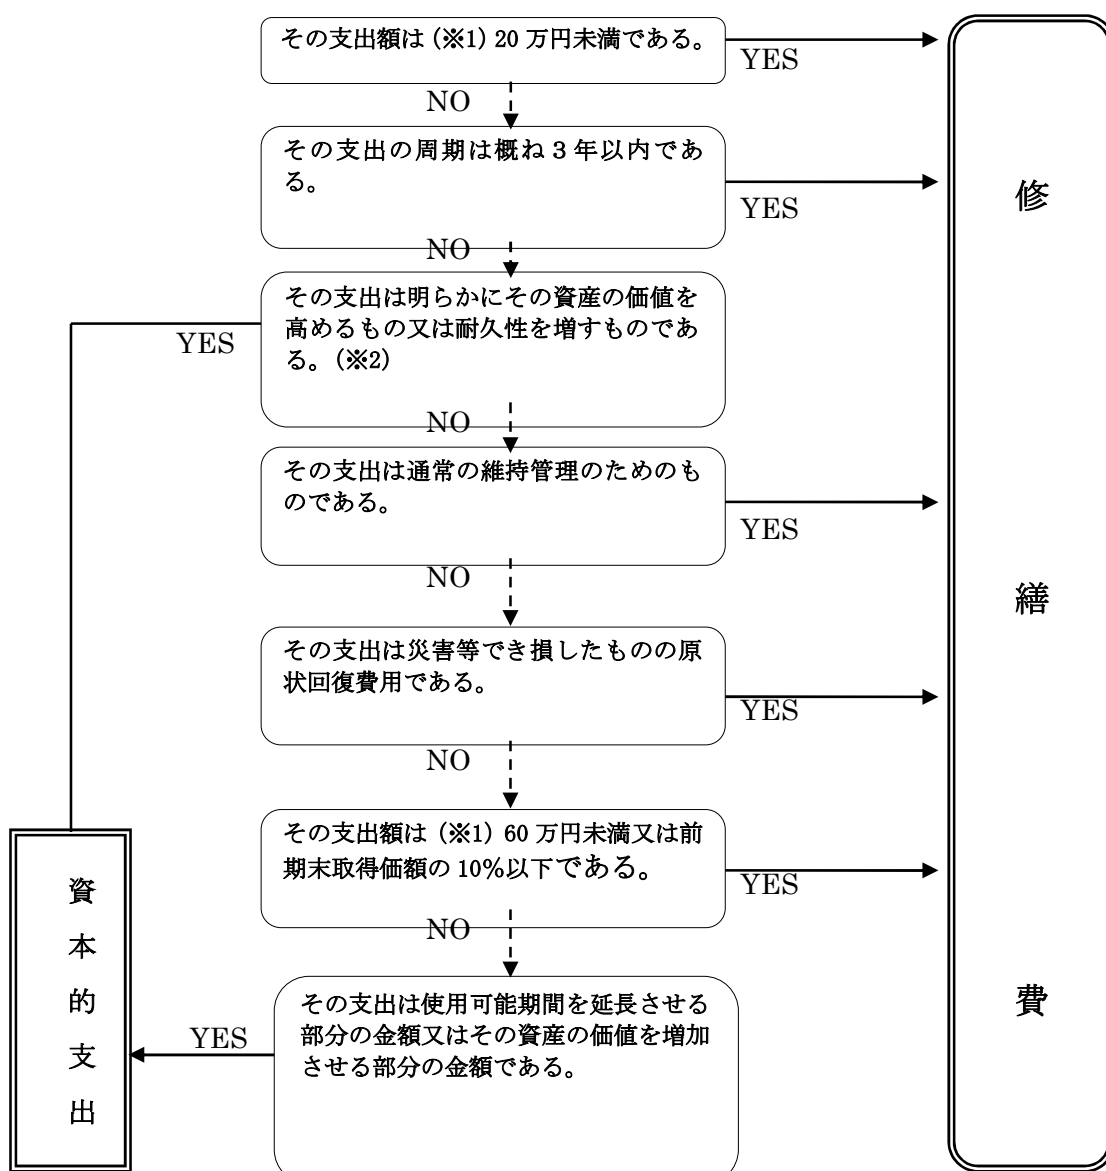 その支出額は（※1）20 万円未満である。
YES
NO
その支出の周期は概ね３年以内であ
る。
YES
NO
その支出は明らかにその資産の価値を
高めるもの又は耐久性を増すものであ
る。（※2）
YES
NO
その支出は通常の維持管理のためのも
のである。
YES
NO
その支出は災害等でき損したものの原
状回復費用である。
YES
NO
その支出額は（※1）60 万円未満又は前
期末取得価額の 10％以下である。
YES
NO
その支出は使用可能期間を延長させる
部分の金額又はその資産の価値を増加
させる部分の金額である。
YES
資
本
的
支
出
修
繕
費